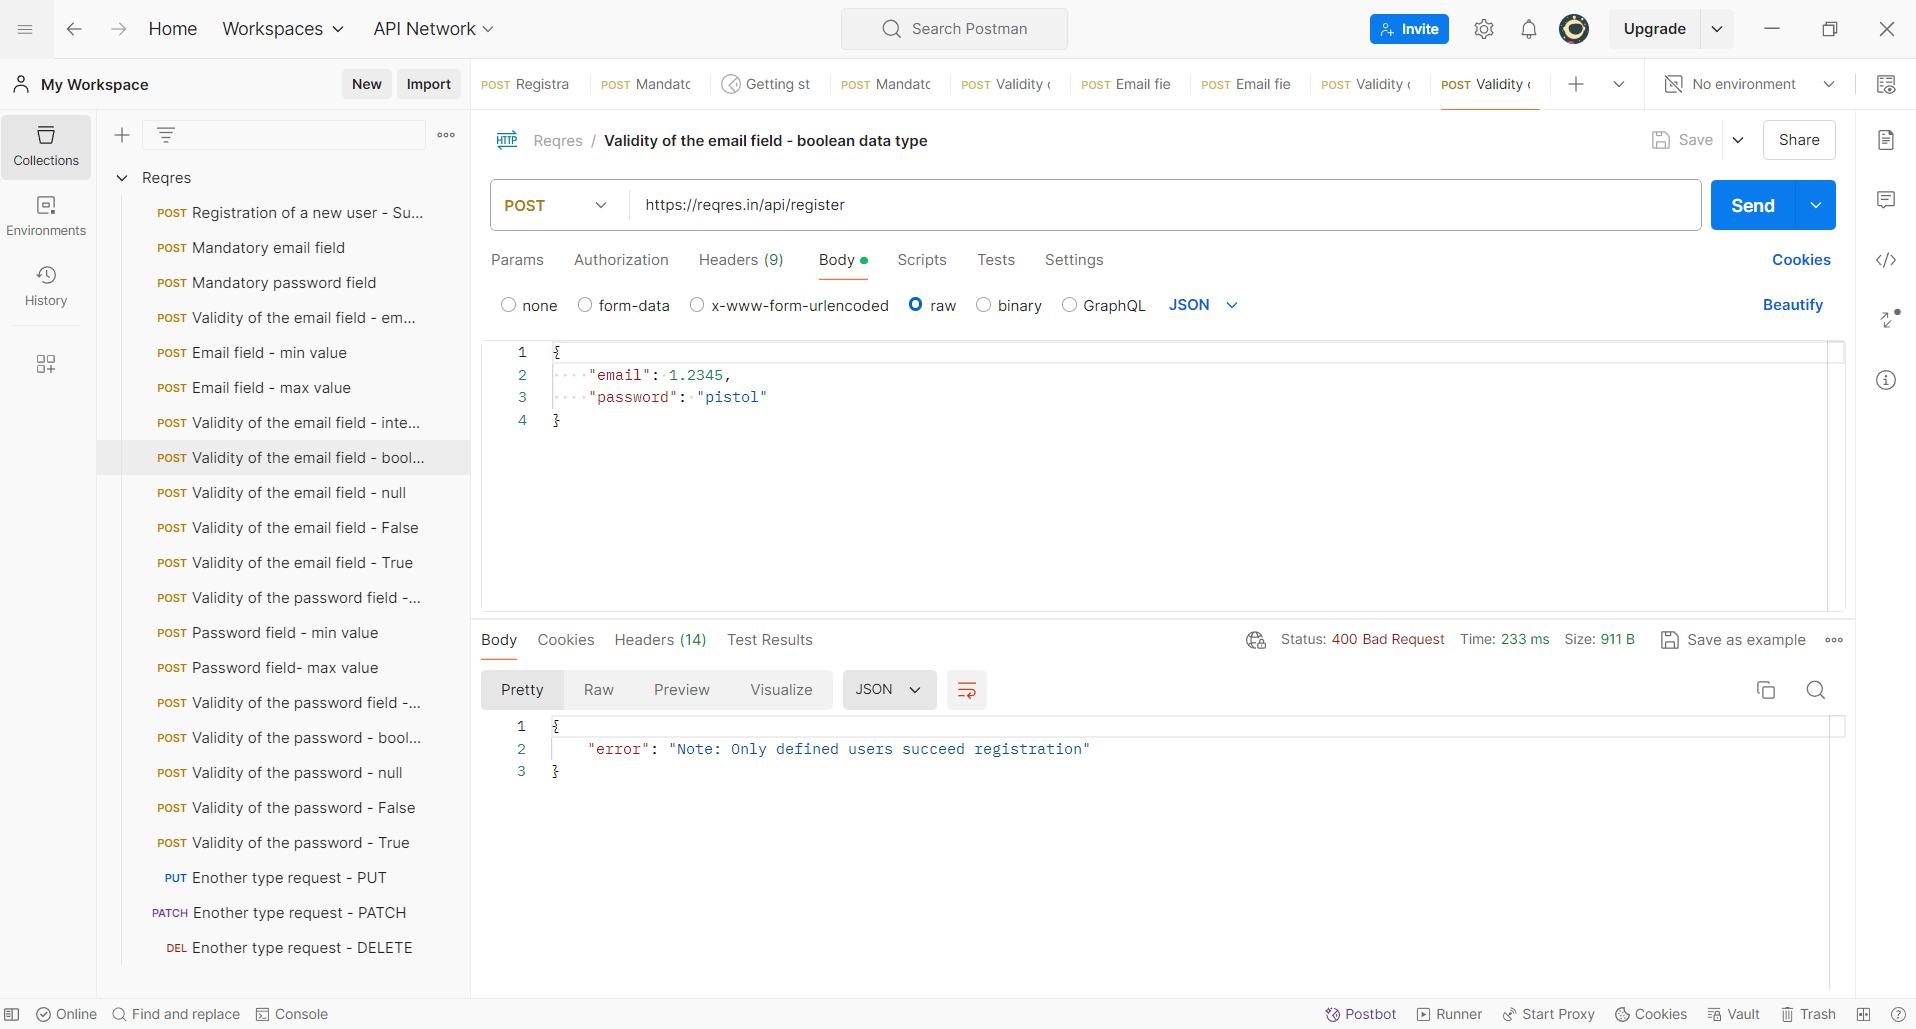 Home Workspaces API Network Search Postman Invite Upgrade
My Workspace New Import POST Registra POST Mandatc Getting st POST Mandatc POST Validity POST Email fie POST Email fie POST Validity POST Validity No environment
Collections
Environments
History
Reqres
POST Registration of a new user - Su...
POST Mandatory email field
POST Mandatory password field
POST Validity of the email field - em...
POST Email field - min value
POST Email field - max value
POST Validity of the email field - inte...
POST Validity of the email field - bool...
POST Validity of the email field - null
POST Validity of the email field - False
POST Validity of the email field - True
POST Validity of the password field -...
POST Password field - min value
POST Password field- max value
POST Validity of the password field -...
POST Validity of the password - bool...
POST Validity of the password - null
POST Validity of the password - False
POST Validity of the password - True
PUT Enother type request - PUT
PATCH Enother type request - PATCH
DEL Enother type request - DELETE
HTTP Reqres / Validity of the email field - boolean data type Save Share
POST https://reqres.in/api/register Send
Params Authorization Headers (9) Body Scripts Tests Settings Cookies
none form-data x-www-form-urlencoded raw binary GraphQL JSON Beautify
1 {
2 "email": 1.2345,
3 "password": "pistol"
4 }
Body Cookies Headers (14) Test Results Status: 400 Bad Request Time: 233 ms Size: 911 B Save as example
Pretty Raw Preview Visualize JSON
1 {
2 "error": "Note: Only defined users succeed registration"
3 }
Online Find and replace Console Postbot Runner Start Proxy Cookies Vault Trash